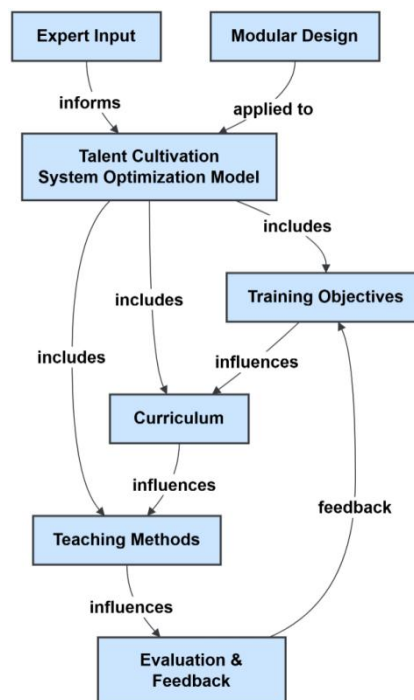 Expert Input
Modular Design
informs
applied to
Talent Cultivation
System Optimization Model
includes
Training Objectives
includes
includes
influences
Curriculum
influences
feedback
Teaching Methods
influences
Evaluation &
Feedback